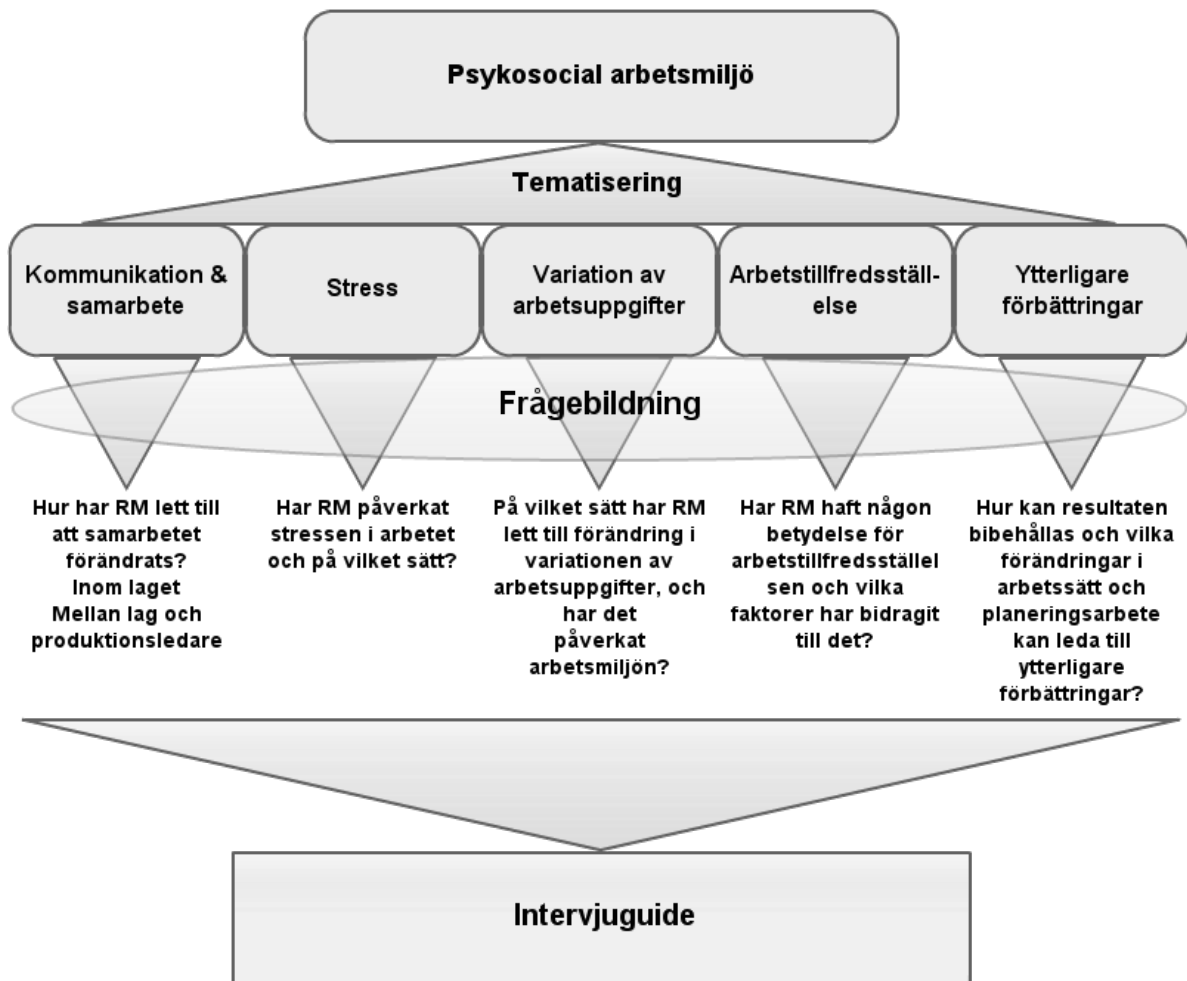 Psykosocial arbetsmiljö
Tematisering
Kommunikation &
samarbete
Stress
Variation av
arbetsuppgifter
Arbetstillfredsställ-
else
Ytterligare
förbättringar
Frågebildning
Hur har RM lett till
att samarbetet
förändrats?
Inom laget
Mellan lag och
produktionsledare
Har RM påverkat
stressen i arbetet
och på vilket sätt?
På vilket sätt har RM
lett till förändring i
variationen av
arbetsuppgifter, och
har det
påverkat
arbetsmiljön?
Har RM haft någon
betydelse för
arbetstillfredsställel
sen och vilka
faktorer har bidragit
till det?
Hur kan resultaten
bibehållas och vilka
förändringar i
arbetssätt och
planeringsarbete
kan leda till
ytterligare
förbättringar?
Intervjuguide